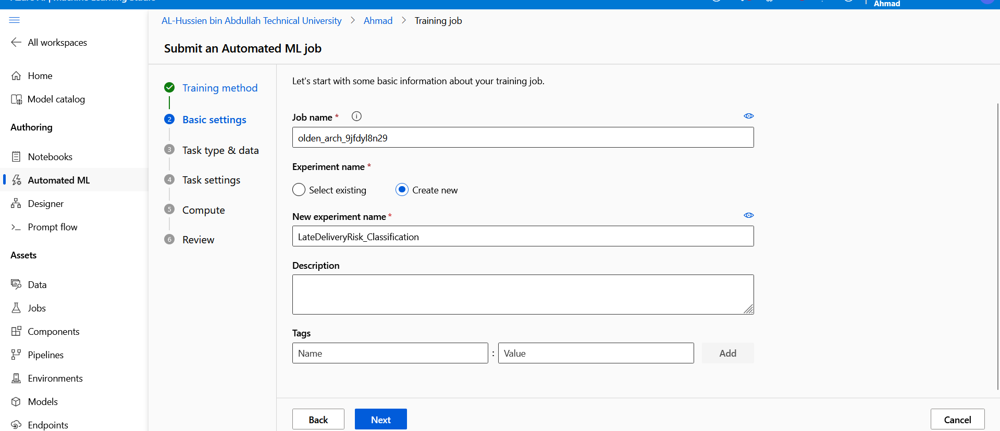 Ahmad
AL-Hussien bin Abdullah Technical University > Ahmad > Training job
All workspaces
Submit an Automated ML job
Home
Model catalog
Authoring
Notebooks
Automated ML
Designer
Prompt flow
Assets
Data
Jobs
Components
Pipelines
Environments
Models
Endpoints
Training method
2 Basic settings
3 Task type & data
4 Task settings
5 Compute
6 Review
Let's start with some basic information about your training job.
Job name *
olden_arch_9jfdyl8n29
Experiment name *
Select existing Create new
New experiment name *
LateDeliveryRisk_Classification
Description
Tags
Name : Value Add
Back Next Cancel